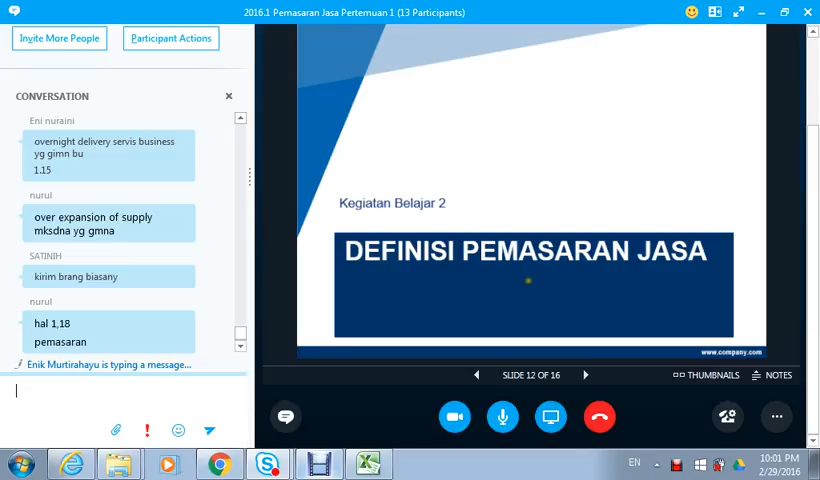 2016.1 Pemasaran Jasa Pertemuan 1 (13 Participants)
Invite More People
Participant Actions
CONVERSATION
Eni nuraini
overnight delivery servis business
yg gimn bu
1.15
nurul
over expansion of supply
mksdna yg gmna
SATINIH
kirim brang biasany
nurul
hal 1,18
pemasaran
Enik Murtirahayu is typing a message...
Kegiatan Belajar 2
DEFINISI PEMASARAN JASA
www.company.com
SLIDE 12 OF 16
THUMBNAILS
NOTES
EN
10:01 PM
2/29/2016